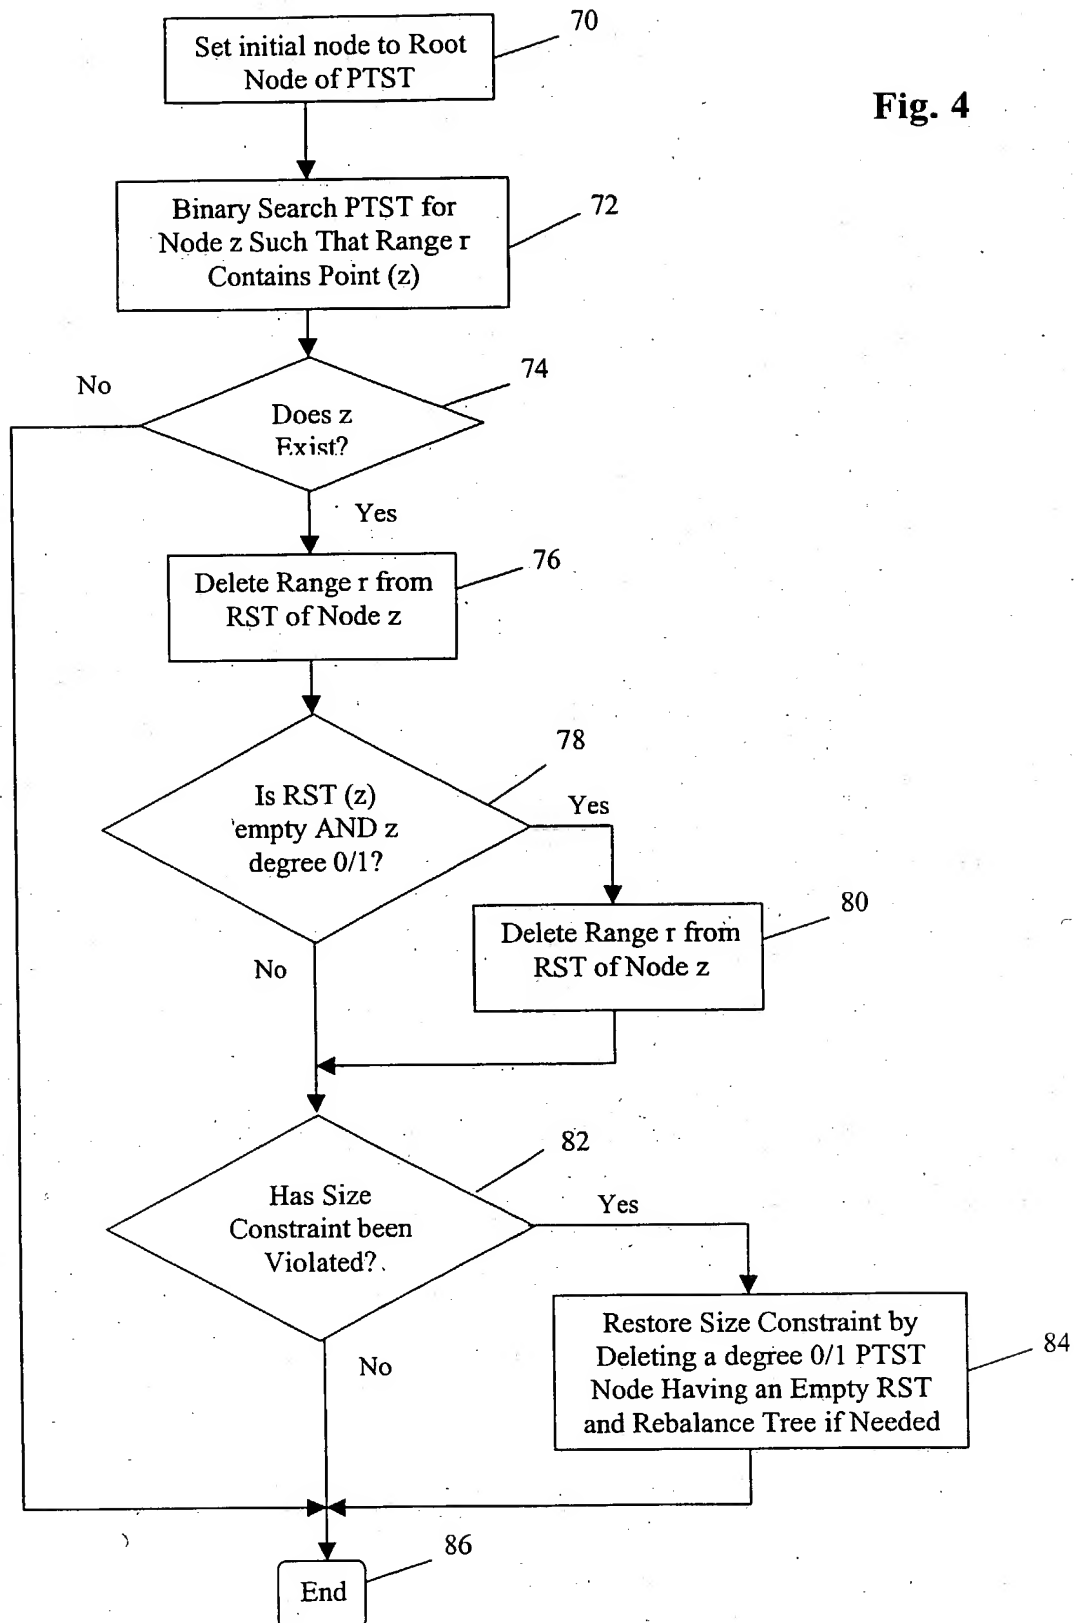 70
Set initial node to Root
Node of PTST
Fig. 4
72
Binary Search PTST for
Node z Such That Range r
Contains Point (z)
74
No
Does z
Exist?
Yes
76
Delete Range r from
RST of Node z
78
Is RST (z)
empty AND z
degree 0/1?
Yes
80
Delete Range r from
RST of Node z
No
82
Has Size
Constraint been
Violated?
Yes
84
Restore Size Constraint by
Deleting a degree 0/1 PTST
Node Having an Empty RST
and Rebalance Tree if Needed
No
86
End